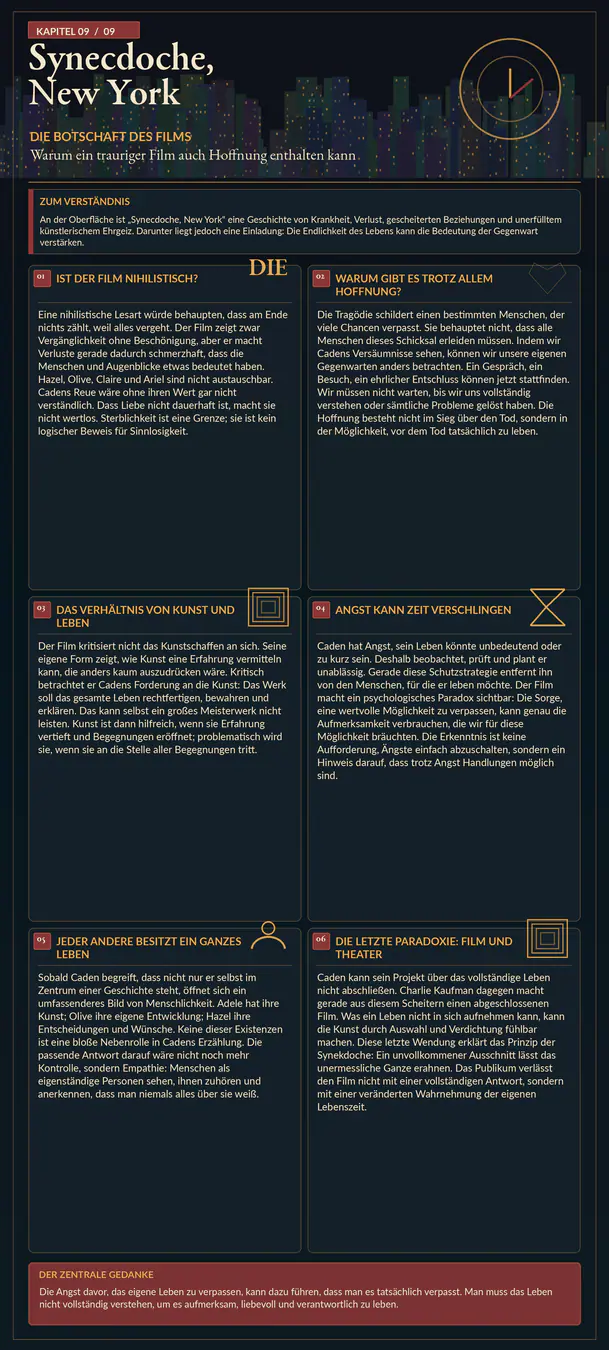 KAPITEL 09 / 09
Synecdoche,
New York
DIE BOTSCHAFT DES FILMS
Warum ein trauriger Film auch Hoffnung enthalten kann
ZUM VERSTÄNDNIS
An der Oberfläche ist „Synecdoche, New York“ eine Geschichte von Krankheit, Verlust, gescheiterten Beziehungen und unerfülltem
künstlerischem Ehrgeiz. Darunter liegt jedoch eine Einladung: Die Endlichkeit des Lebens kann die Bedeutung der Gegenwart
verstärken.
DIE
01 IST DER FILM NIHILISTISCH?
Eine nihilistische Lesart würde behaupten, dass am Ende
nichts zählt, weil alles vergeht. Der Film zeigt zwar
Vergänglichkeit ohne Beschönigung, aber er macht
Verluste gerade dadurch schmerzhaft, dass die
Menschen und Augenblicke etwas bedeutet haben.
Hazel, Olive, Claire und Ariel sind nicht austauschbar.
Cadens Reue wäre ohne ihren Wert gar nicht
verständlich. Dass Liebe nicht dauerhaft ist, macht sie
nicht wertlos. Sterblichkeit ist eine Grenze; sie ist kein
logischer Beweis für Sinnlosigkeit.
02 WARUM GIBT ES TROTZ ALLEM
HOFFNUNG?
Die Tragödie schildert einen bestimmten Menschen, der
viele Chancen verpasst. Sie behauptet nicht, dass alle
Menschen dieses Schicksal erleiden müssen. Indem wir
Cadens Versäumnisse sehen, können wir unsere eigenen
Gegenwarten anders betrachten. Ein Gespräch, ein
Besuch, ein ehrlicher Entschluss können jetzt stattfinden.
Wir müssen nicht warten, bis wir uns vollständig
verstehen oder sämtliche Probleme gelöst haben. Die
Hoffnung besteht nicht im Sieg über den Tod, sondern in
der Möglichkeit, vor dem Tod tatsächlich zu leben.
03 DAS VERHÄLTNIS VON KUNST UND
LEBEN
Der Film kritisiert nicht das Kunstschaffen an sich. Seine
eigene Form zeigt, wie Kunst eine Erfahrung vermitteln
kann, die anders kaum auszudrücken wäre. Kritisch
betrachtet er Cadens Forderung an die Kunst: Das Werk
soll das gesamte Leben rechtfertigen, bewahren und
erklären. Das kann selbst ein großes Meisterwerk nicht
leisten. Kunst ist dann hilfreich, wenn sie Erfahrung
vertieft und Begegnungen eröffnet; problematisch wird
sie, wenn sie an die Stelle aller Begegnungen tritt.
04 ANGST KANN ZEIT VERSCHLINGEN
Caden hat Angst, sein Leben könnte unbedeutend oder
zu kurz sein. Deshalb beobachtet, prüft und plant er
unablässig. Gerade diese Schutzstrategie entfernt ihn
von den Menschen, für die er leben möchte. Der Film
macht ein psychologisches Paradox sichtbar: Die Sorge,
eine wertvolle Möglichkeit zu verpassen, kann genau die
Aufmerksamkeit verbrauchen, die wir für diese
Möglichkeit bräuchten. Die Erkenntnis ist keine
Aufforderung, Ängste einfach abzuschalten, sondern ein
Hinweis darauf, dass trotz Angst Handlungen möglich
sind.
05 JEDER ANDERE BESITZT EIN GANZES
LEBEN
Sobald Caden begreift, dass nicht nur er selbst im
Zentrum einer Geschichte steht, öffnet sich ein
umfassenderes Bild von Menschlichkeit. Adele hat ihre
Kunst; Olive ihre eigene Entwicklung; Hazel ihre
Entscheidungen und Wünsche. Keine dieser Existenzen
ist eine bloße Nebenrolle in Cadens Erzählung. Die
passende Antwort darauf wäre nicht noch mehr
Kontrolle, sondern Empathie: Menschen als
eigenständige Personen sehen, ihnen zuhören und
anerkennen, dass man niemals alles über sie weiß.
06 DIE LETZTE PARADOXIE: FILM UND
THEATER
Caden kann sein Projekt über das vollständige Leben
nicht abschließen. Charlie Kaufman dagegen macht
gerade aus diesem Scheitern einen abgeschlossenen
Film. Was ein Leben nicht in sich aufnehmen kann, kann
die Kunst durch Auswahl und Verdichtung fühlbar
machen. Diese letzte Wendung erklärt das Prinzip der
Synekdoche: Ein unvollkommener Ausschnitt lässt das
unermessliche Ganze erahnen. Das Publikum verlässt
den Film nicht mit einer vollständigen Antwort, sondern
mit einer veränderten Wahrnehmung der eigenen
Lebenszeit.
DER ZENTRALE GEDANKE
Die Angst davor, das eigene Leben zu verpassen, kann dazu führen, dass man es tatsächlich verpasst. Man muss das Leben
nicht vollständig verstehen, um es aufmerksam, liebevoll und verantwortlich zu leben.